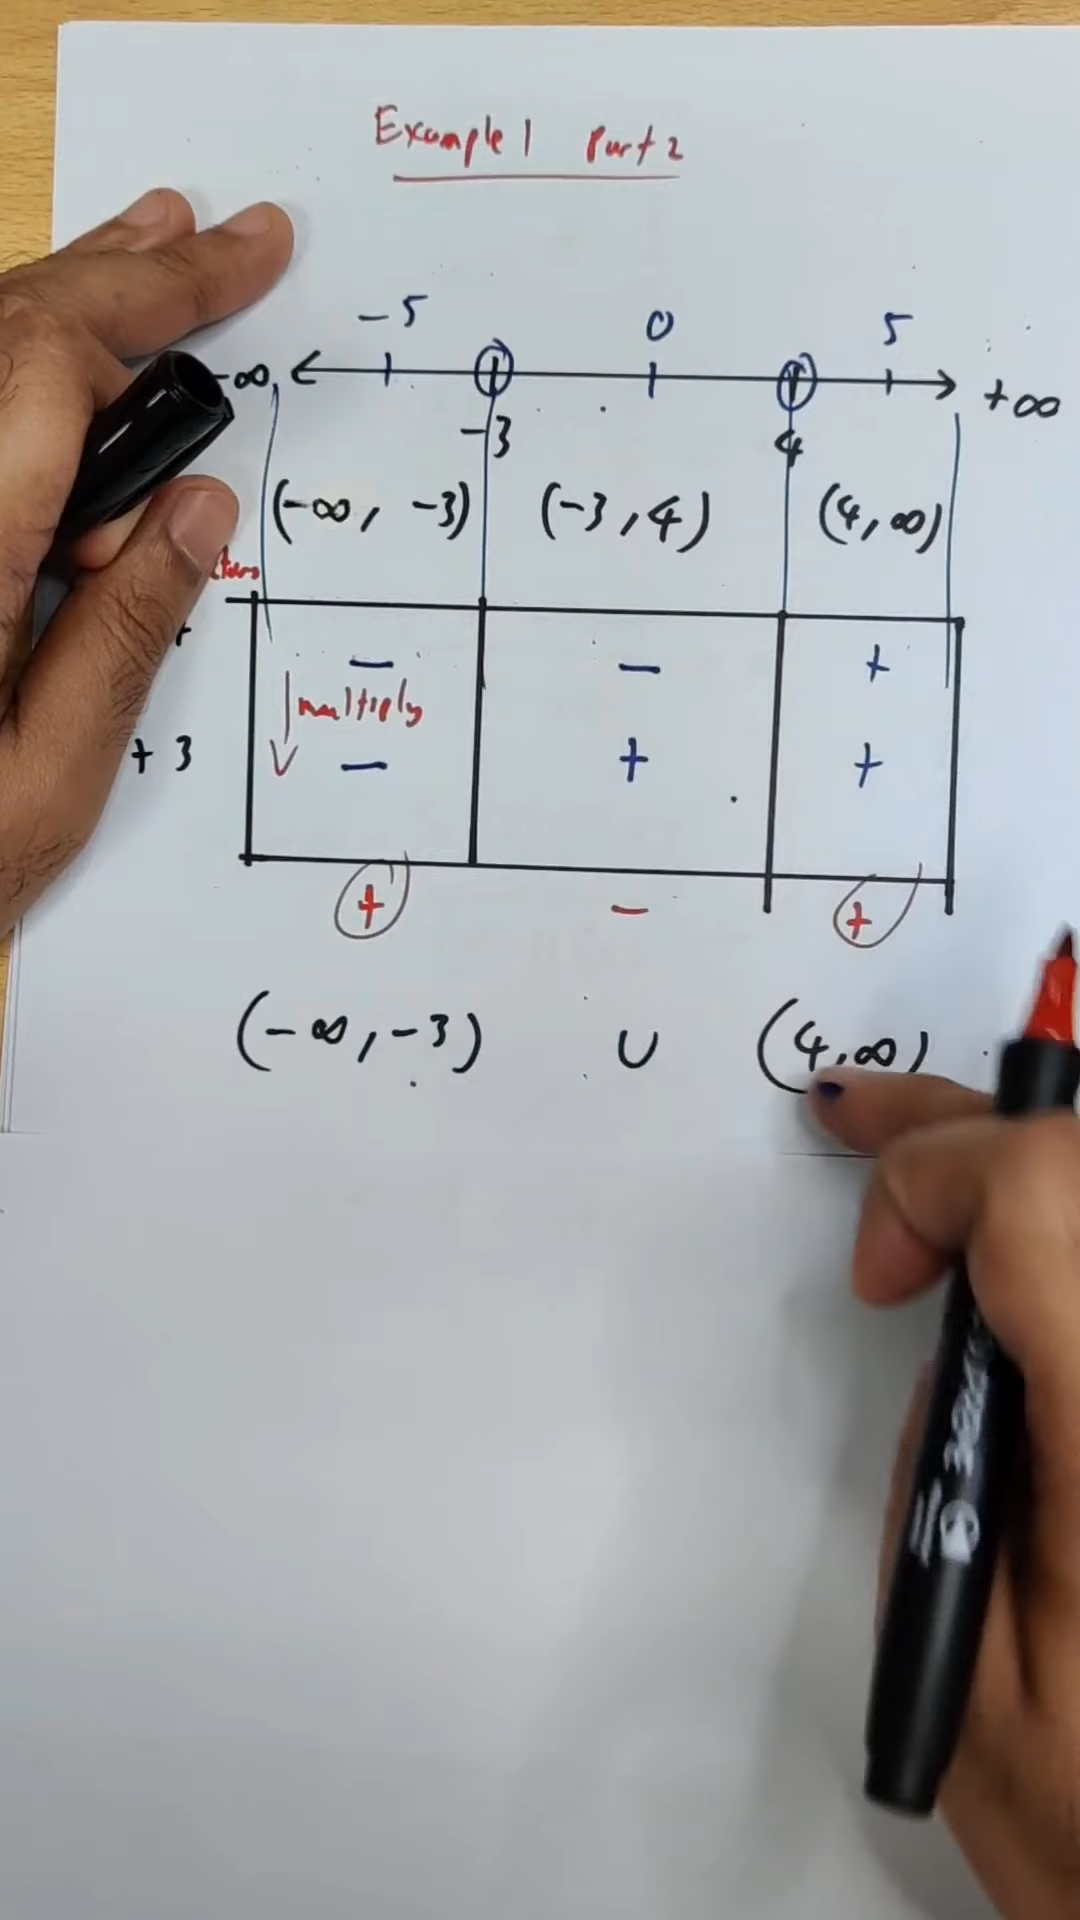 Example 1 Part 2
-5 0 5
-∞ +∞
-3 4
(-∞, -3) (-3, 4) (4, ∞)
- - +
multiply
+ 3 - + +
+ - +
(-∞, -3) ∪ (4, ∞)